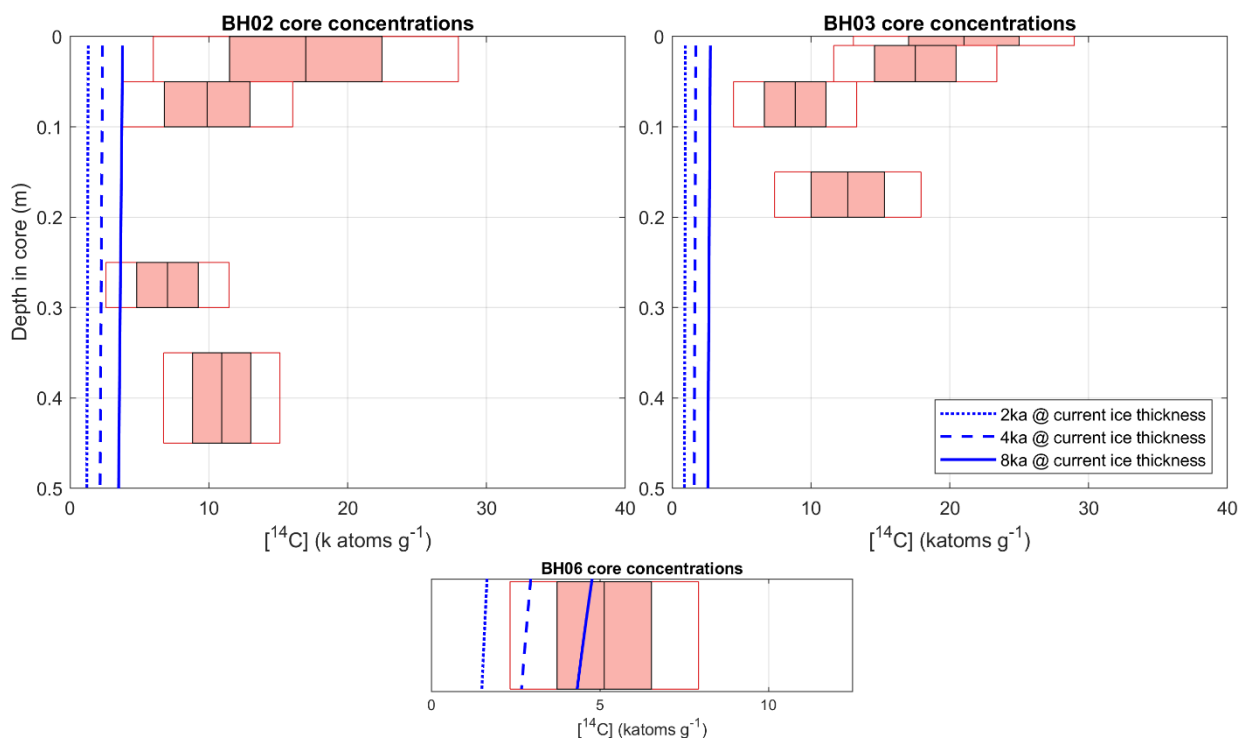 BH02 core concentrations
0
0.1
0.2
0.3
0.4
0.5
Depth in core (m)
0 10 20 30 40
[¹⁴C] (k atoms g⁻¹)
BH03 core concentrations
0
0.1
0.2
0.3
0.4
0.5
2ka @ current ice thickness
4ka @ current ice thickness
8ka @ current ice thickness
0 10 20 30 40
[¹⁴C] (katoms g⁻¹)
BH06 core concentrations
0 5 10
[¹⁴C] (katoms g⁻¹)